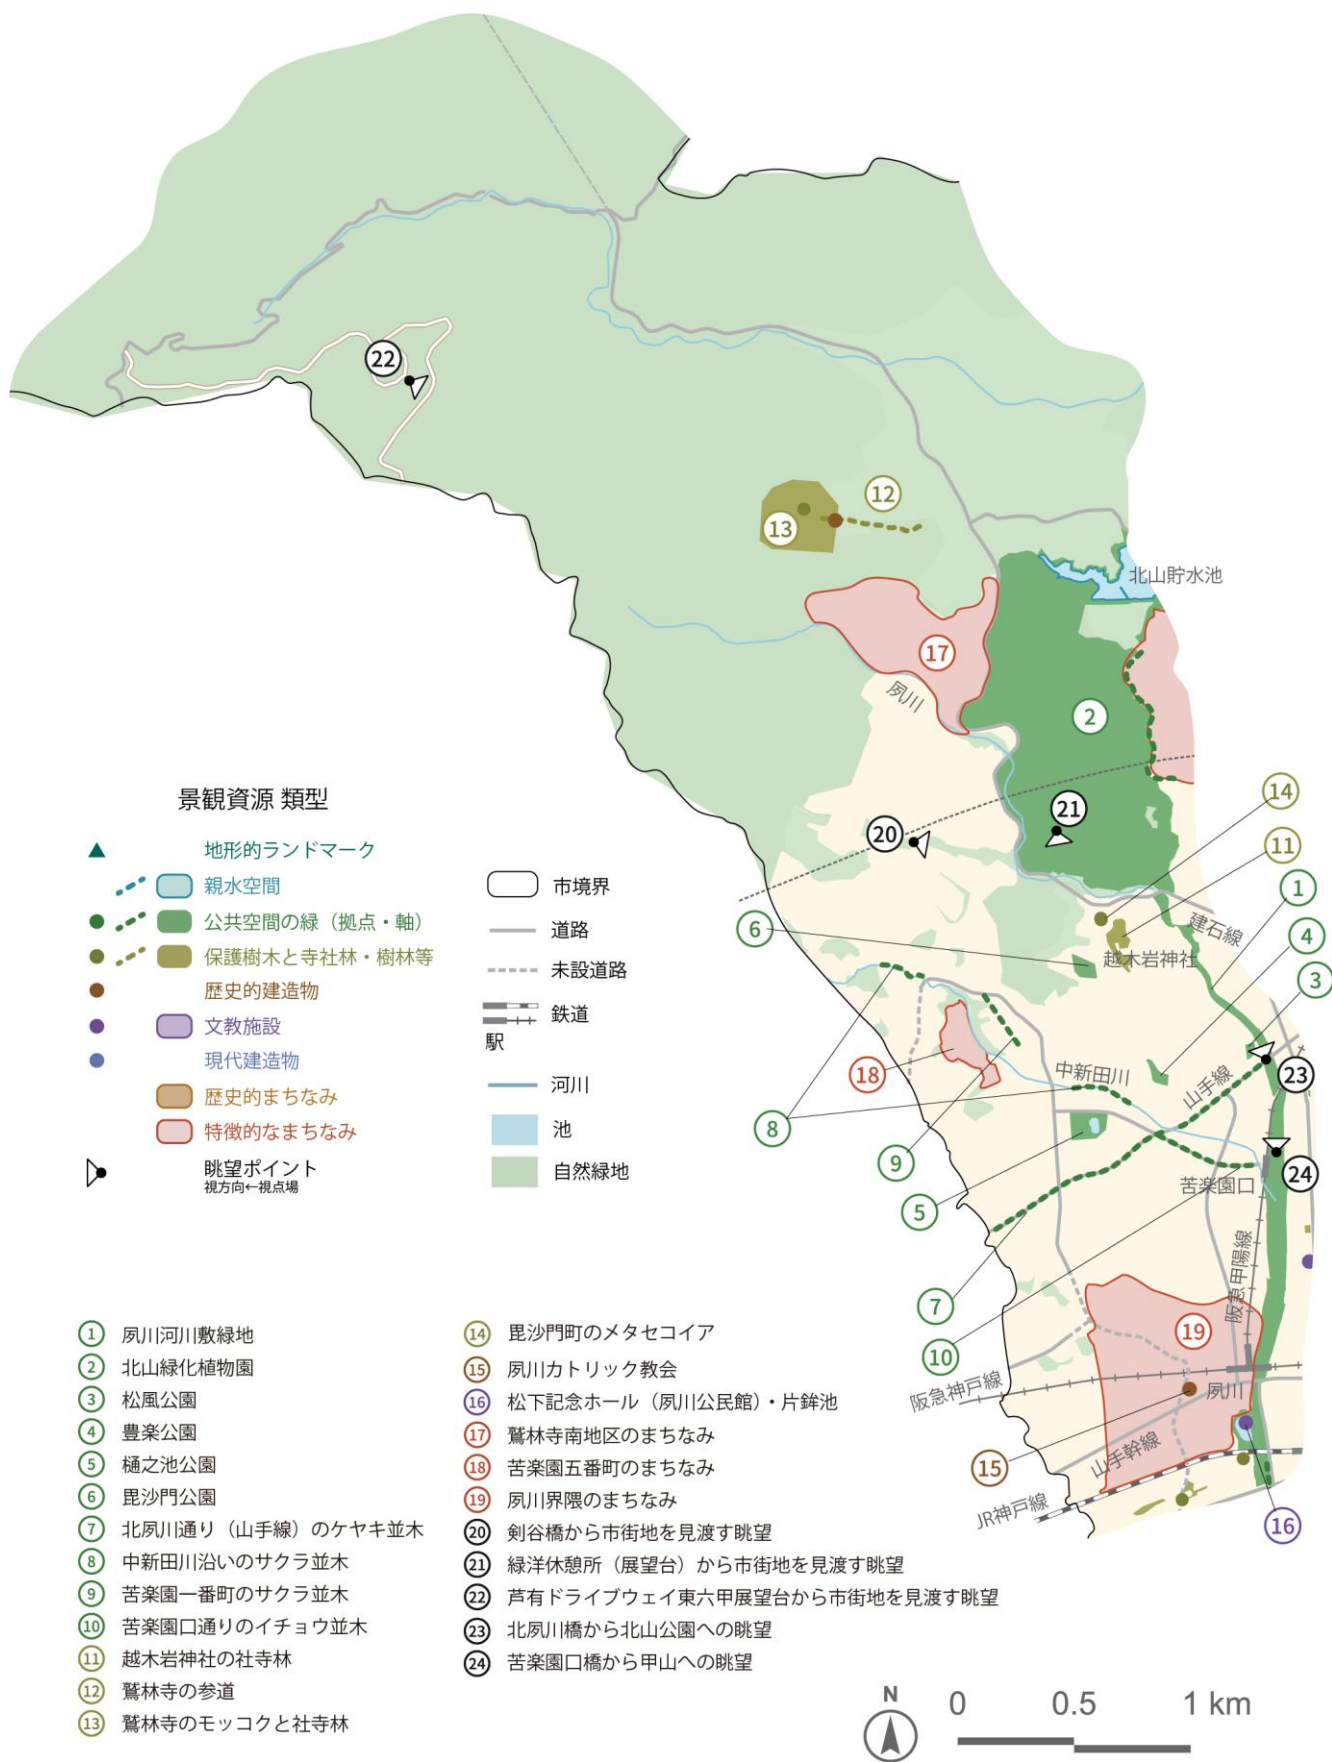 22
12
13
北山貯水池
17
夙川
2
14
21
20
11
1
建石線
4
6
越木岩神社
3
18
中新田川
山手線
23
8
9
24
苦楽園口
5
阪急甲陽線
7
19
10
阪急神戸線
夙川
山手幹線
15
JR神戸線
16
景観資源 類型
地形的ランドマーク
親水空間
公共空間の緑（拠点・軸）
保護樹木と寺社林・樹林等
歴史的建造物
文教施設
現代建造物
歴史的まちなみ
特徴的なまちなみ
眺望ポイント
視方向←視点場
市境界
道路
未設道路
鉄道
駅
河川
池
自然緑地
1 夙川河川敷緑地
2 北山緑化植物園
3 松風公園
4 豊楽公園
5 樋之池公園
6 毘沙門公園
7 北夙川通り（山手線）のケヤキ並木
8 中新田川沿いのサクラ並木
9 苦楽園一番町のサクラ並木
10 苦楽園口通りのイチョウ並木
11 越木岩神社の社寺林
12 鷲林寺の参道
13 鷲林寺のモッコクと社寺林
14 毘沙門町のメタセコイア
15 夙川カトリック教会
16 松下記念ホール（夙川公民館）・片鉾池
17 鷲林寺南地区のまちなみ
18 苦楽園五番町のまちなみ
19 夙川界隈のまちなみ
20 剣谷橋から市街地を見渡す眺望
21 緑洋休憩所（展望台）から市街地を見渡す眺望
22 芦有ドライブウェイ東六甲展望台から市街地を見渡す眺望
23 北夙川橋から北山公園への眺望
24 苦楽園口橋から甲山への眺望
N
0 0.5 1 km